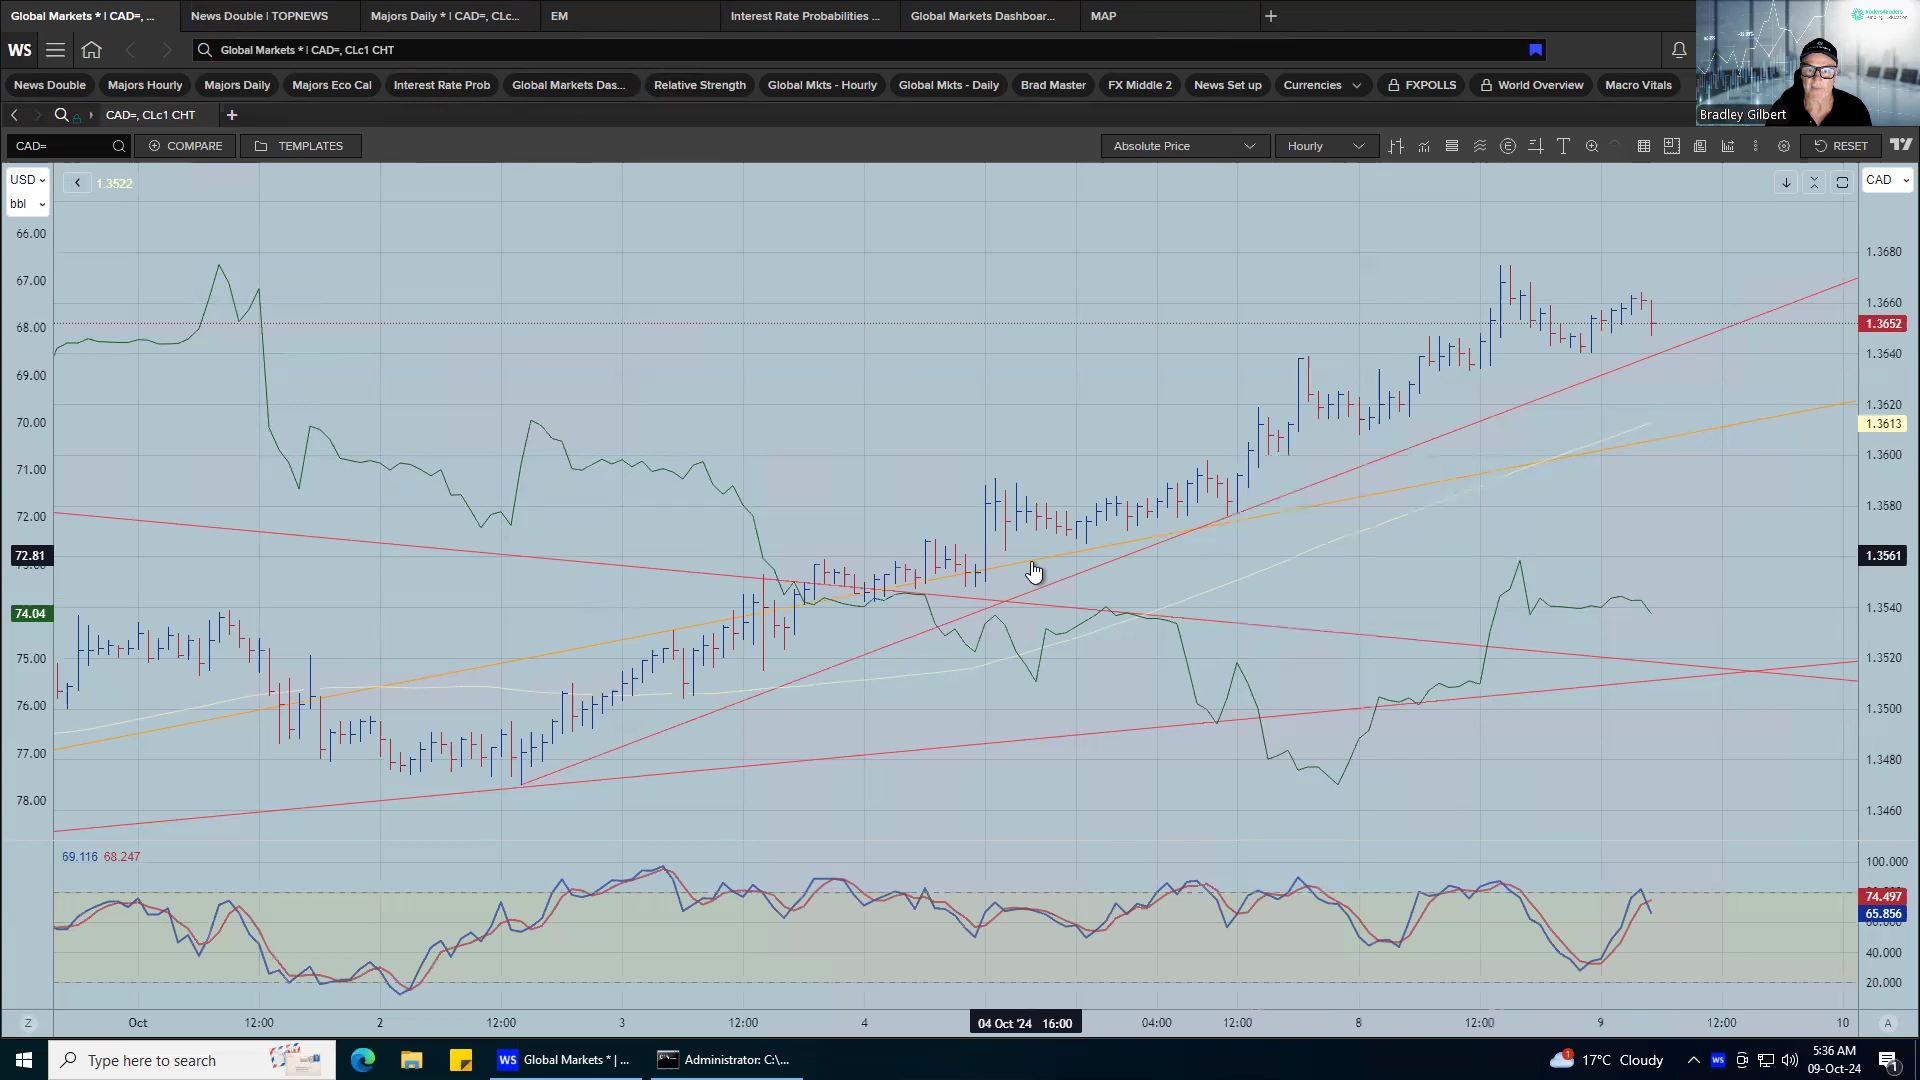 Global Markets * | CAD=, ...
News Double | TOPNEWS
Majors Daily * | CAD=, CLc...
EM
Interest Rate Probabilities ...
Global Markets Dashboar...
MAP
WS
Global Markets * | CAD=, CLc1 CHT
News Double
Majors Hourly
Majors Daily
Majors Eco Cal
Interest Rate Prob
Global Markets Das...
Relative Strength
Global Mkts - Hourly
Global Mkts - Daily
Brad Master
FX Middle 2
News Set up
Currencies
FXPOLLS
World Overview
Macro Vitals
traders4traders
Bradley Gilbert
CAD=, CLc1 CHT
CAD=
COMPARE
TEMPLATES
Absolute Price
Hourly
RESET
USD
bbl
1.3522
CAD
66.00
67.00
68.00
69.00
70.00
71.00
72.00
72.81
74.04
75.00
76.00
77.00
78.00
1.3680
1.3660
1.3652
1.3640
1.3620
1.3613
1.3600
1.3580
1.3561
1.3540
1.3520
1.3500
1.3480
1.3460
69.116 68.247
100.000
74.497
65.856
40.000
20.000
Z
Oct
12:00
2
12:00
3
12:00
4
04 Oct '24 16:00
04:00
12:00
8
12:00
9
12:00
10
A
Type here to search
WS Global Markets * | ...
Administrator: C:\...
1
17°C Cloudy
WS
5:36 AM
09-Oct-24
1